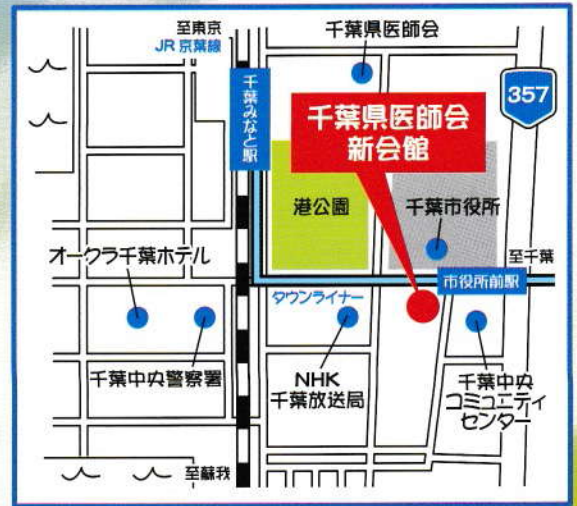 至東京
JR 京葉線
千葉県医師会
357
千葉みなと駅
千葉県医師会
新会館
港公園
千葉市役所
オークラ千葉ホテル
至千葉
市役所前駅
タウンライナー
千葉中央警察署
NHK
千葉放送局
千葉中央
コミュニティ
センター
至蘇我